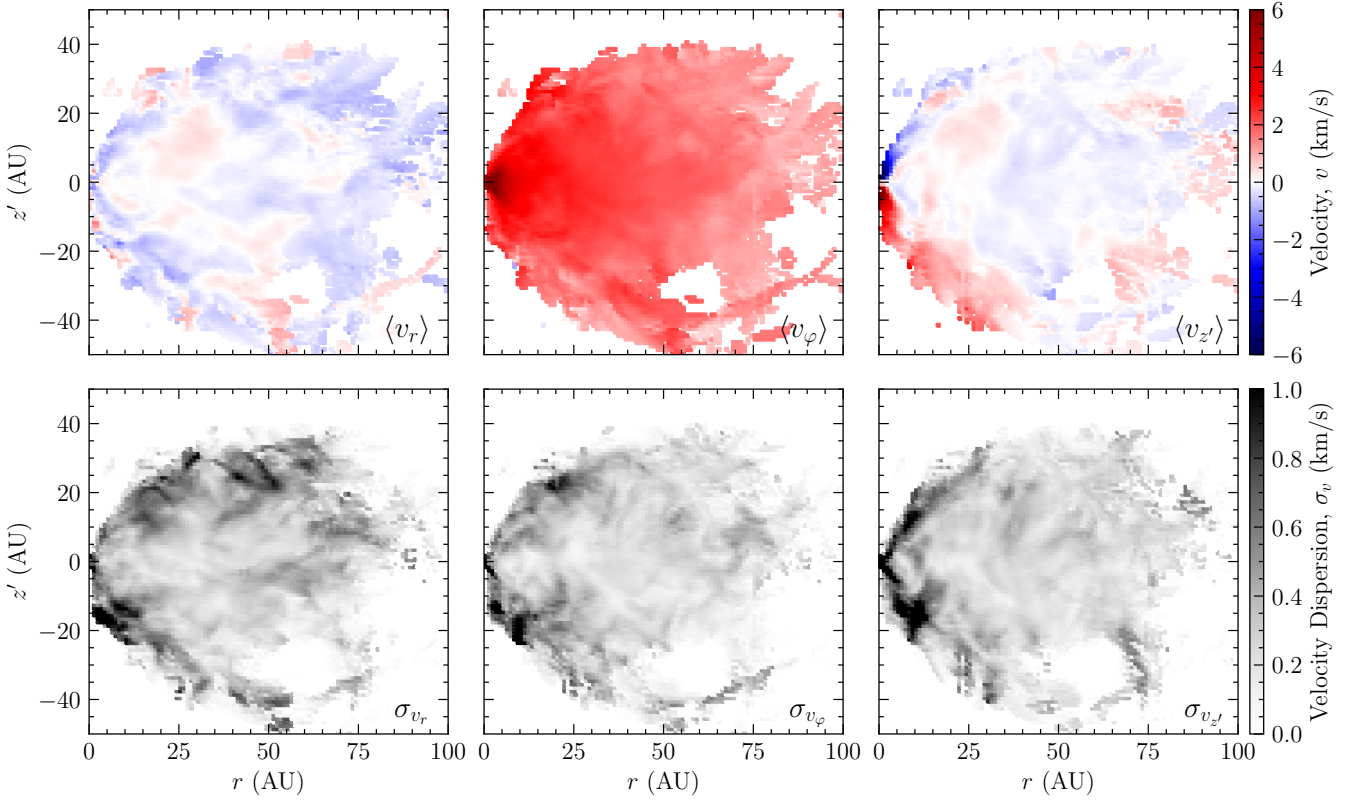 40
20
0
−20
−40
z′ (AU)
⟨v_r⟩
⟨v_φ⟩
⟨v_z′⟩
6
4
2
0
−2
−4
−6
Velocity, v (km/s)
40
20
0
−20
−40
z′ (AU)
σ_v_r
σ_v_φ
σ_v_z′
1.0
0.8
0.6
0.4
0.2
0.0
Velocity Dispersion, σ_v (km/s)
0 25 50 75 100
0 25 50 75 100
0 25 50 75 100
r (AU)
r (AU)
r (AU)